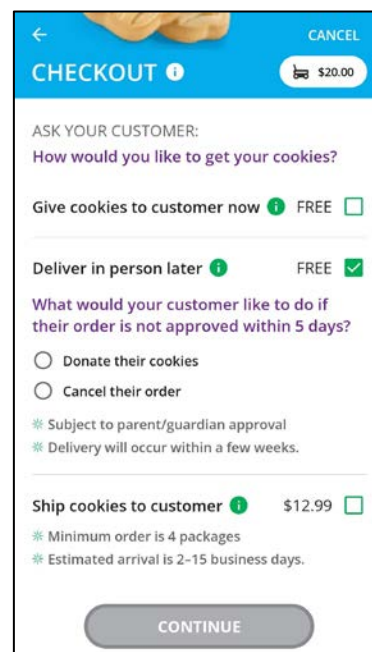 CANCEL
CHECKOUT
$20.00
ASK YOUR CUSTOMER:
How would you like to get your cookies?
Give cookies to customer now FREE
Deliver in person later FREE
What would your customer like to do if
their order is not approved within 5 days?
Donate their cookies
Cancel their order
Subject to parent/guardian approval
Delivery will occur within a few weeks.
Ship cookies to customer $12.99
Minimum order is 4 packages
Estimated arrival is 2–15 business days.
CONTINUE